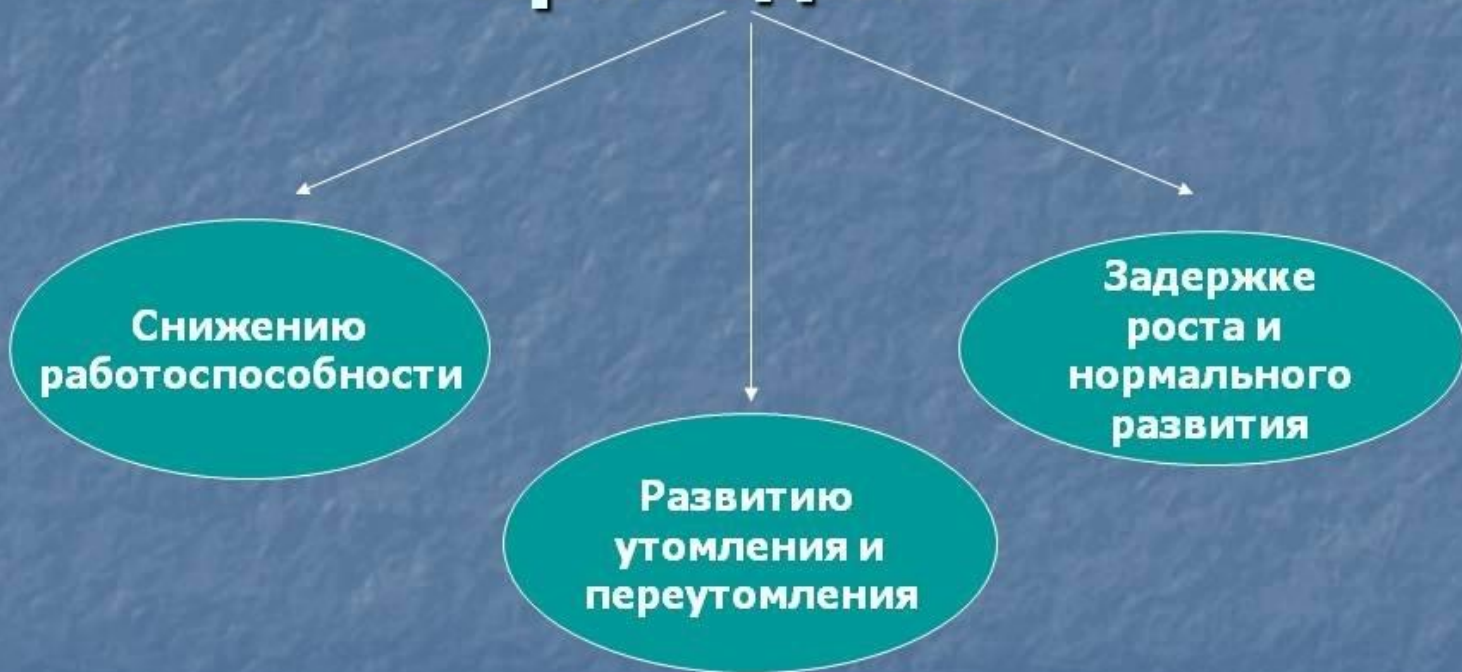 Снижению
работоспособности
Развитию
утомления и
переутомления
Задержке
роста и
нормального
развития